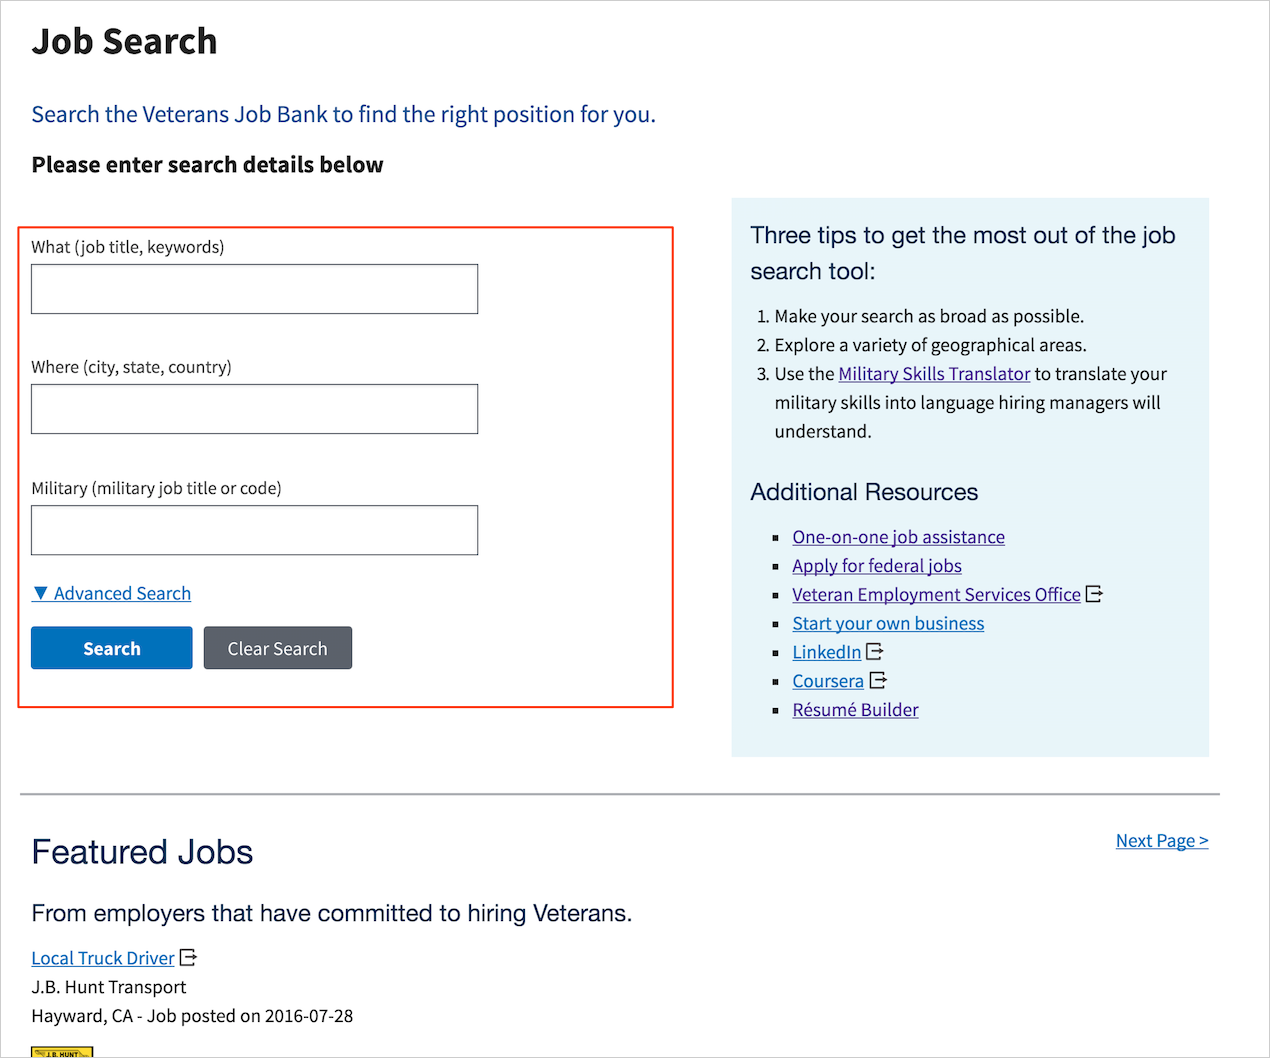 Job Search
Search the Veterans Job Bank to find the right position for you.
Please enter search details below
What (job title, keywords)
Where (city, state, country)
Military (military job title or code)
▼ Advanced Search
Search
Clear Search
Three tips to get the most out of the job
search tool:
1. Make your search as broad as possible.
2. Explore a variety of geographical areas.
3. Use the Military Skills Translator to translate your
military skills into language hiring managers will
understand.
Additional Resources
One-on-one job assistance
Apply for federal jobs
Veteran Employment Services Office
Start your own business
LinkedIn
Coursera
Résumé Builder
Featured Jobs
Next Page >
From employers that have committed to hiring Veterans.
Local Truck Driver
J.B. Hunt Transport
Hayward, CA - Job posted on 2016-07-28
J.B. HUNT